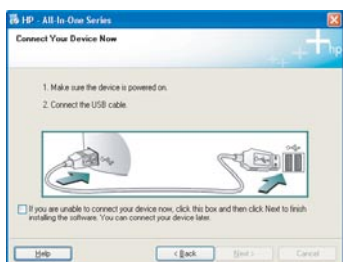 HP - All-In-One Series
Connect Your Device Now
hp
1. Make sure the device is powered on.
2. Connect the USB cable.
If you are unable to connect your device now, click this box and then click Next to finish
installing the software. You can connect your device later.
Help
< Back
Next >
Cancel